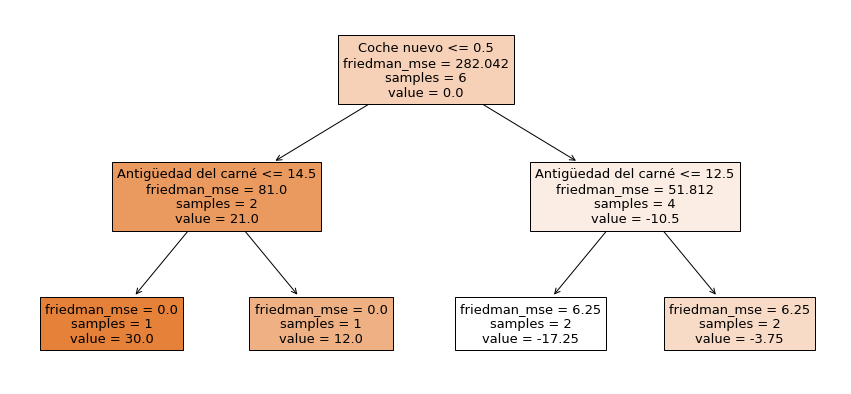 Coche nuevo <= 0.5
friedman_mse = 282.042
samples = 6
value = 0.0
Antigüedad del carné <= 14.5
friedman_mse = 81.0
samples = 2
value = 21.0
Antigüedad del carné <= 12.5
friedman_mse = 51.812
samples = 4
value = -10.5
friedman_mse = 0.0
samples = 1
value = 30.0
friedman_mse = 0.0
samples = 1
value = 12.0
friedman_mse = 6.25
samples = 2
value = -17.25
friedman_mse = 6.25
samples = 2
value = -3.75